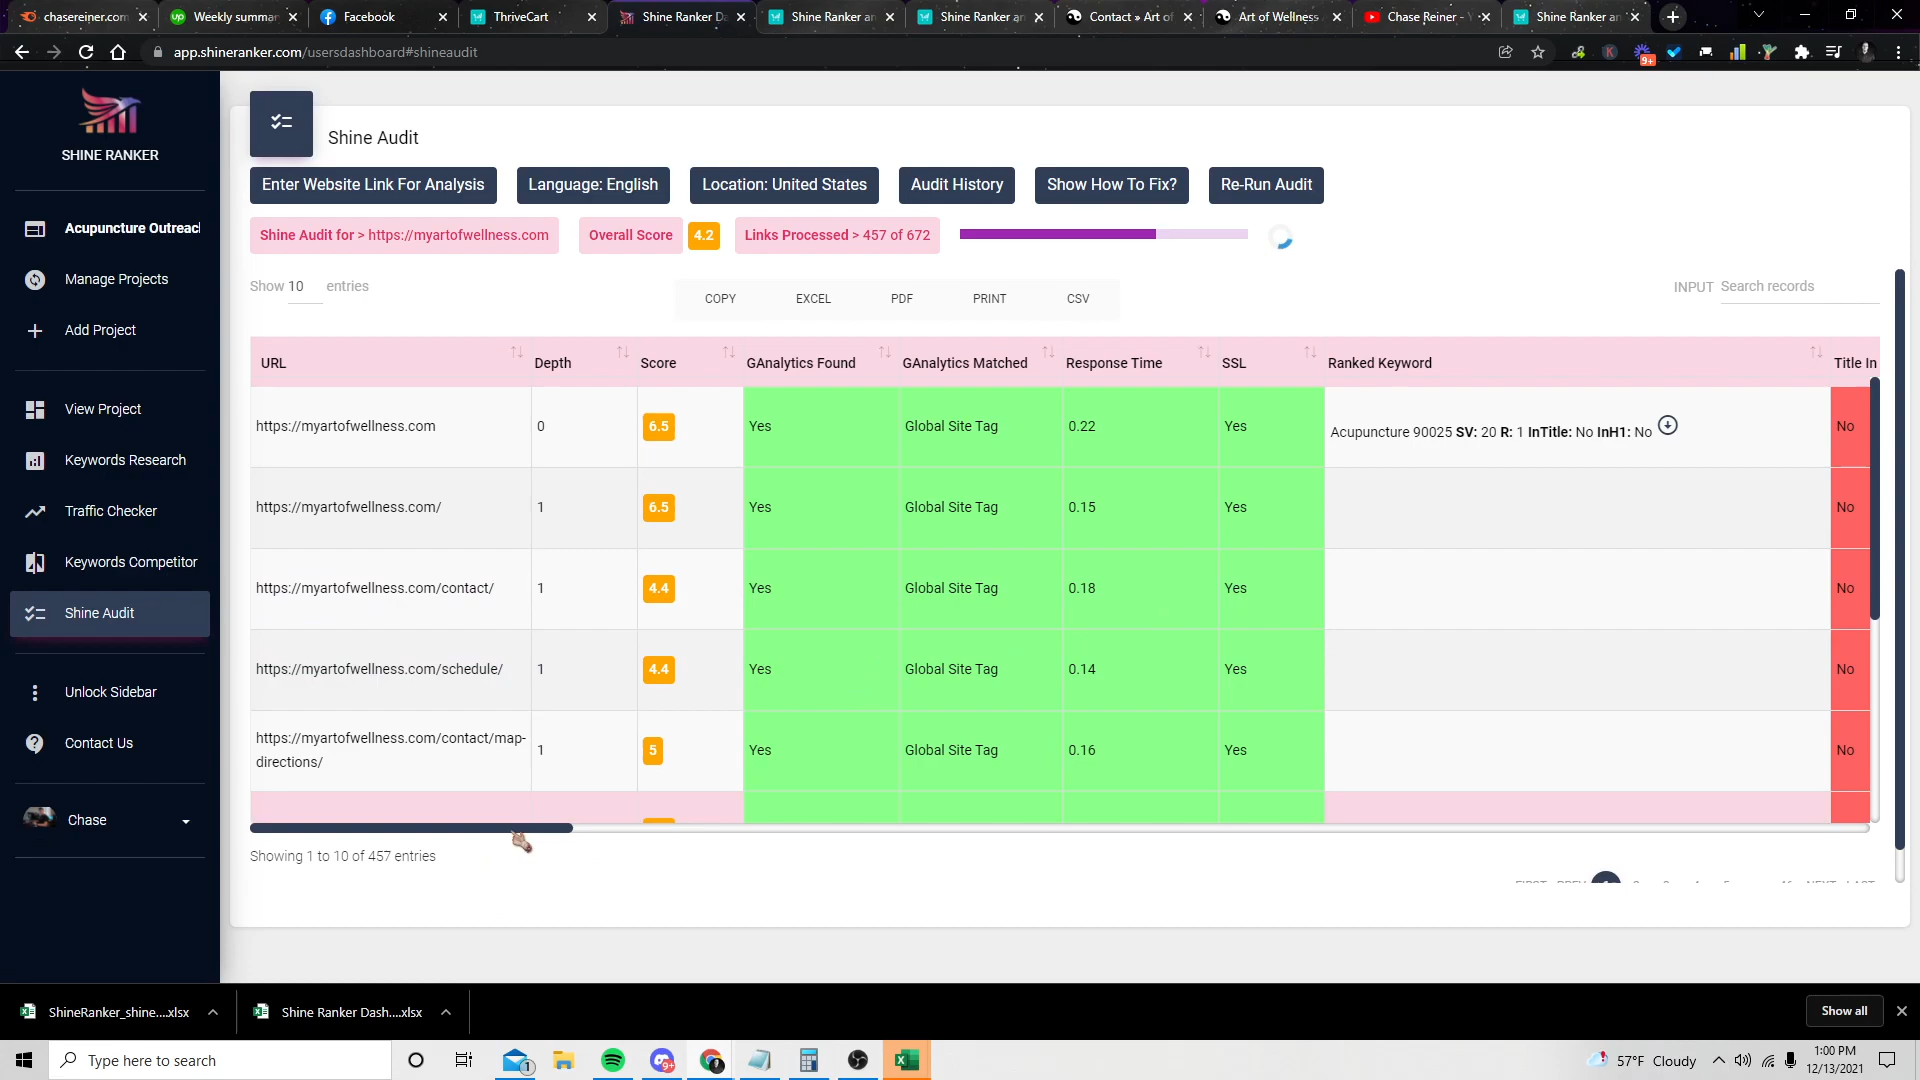 chasereiner.com
Weekly summar
Facebook
ThriveCart
Shine Ranker Da
Shine Ranker an
Shine Ranker an
Contact » Art of
Art of Wellness
Chase Reiner - Y
Shine Ranker an
app.shineranker.com/usersdashboard#shineaudit
9+
SHINE RANKER
Acupuncture Outreac
Manage Projects
Add Project
View Project
Keywords Research
Traffic Checker
Keywords Competitor
Shine Audit
Unlock Sidebar
Contact Us
Chase
Shine Audit
Enter Website Link For Analysis
Language: English
Location: United States
Audit History
Show How To Fix?
Re-Run Audit
Shine Audit for > https://myartofwellness.com
Overall Score
4.2
Links Processed > 457 of 672
Show 10 entries
COPY
EXCEL
PDF
PRINT
CSV
INPUT Search records
URL Depth Score GAnalytics Found GAnalytics Matched Response Time SSL Ranked Keyword Title In
https://myartofwellness.com 0 6.5 Yes Global Site Tag 0.22 Yes Acupuncture 90025 SV: 20 R: 1 InTitle: No InH1: No No
https://myartofwellness.com/ 1 6.5 Yes Global Site Tag 0.15 Yes No
https://myartofwellness.com/contact/ 1 4.4 Yes Global Site Tag 0.18 Yes No
https://myartofwellness.com/schedule/ 1 4.4 Yes Global Site Tag 0.14 Yes No
https://myartofwellness.com/contact/map-
directions/ 1 5 Yes Global Site Tag 0.16 Yes No
Showing 1 to 10 of 457 entries
ShineRanker_shine....xlsx
Shine Ranker Dash....xlsx
Show all
Type here to search
1
9+
57°F Cloudy
1:00 PM
12/13/2021